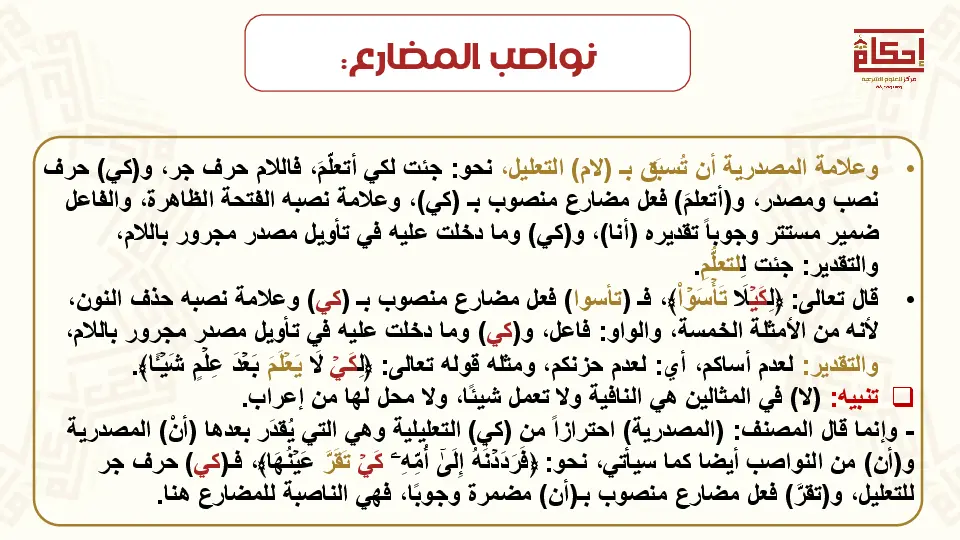 نواصب المضارع:
إحكام
مركز للعلوم الشرعية
• وعلامة المصدرية أن تُسبَق بـ (لام) التعليل، نحو: جئت لكي أتعلّمَ، فاللام حرف جر، و(كي) حرف
نصب ومصدر، و(أتعلمَ) فعل مضارع منصوب بـ (كي)، وعلامة نصبه الفتحة الظاهرة، والفاعل
ضمير مستتر وجوباً تقديره (أنا)، و(كي) وما دخلت عليه في تأويل مصدر مجرور باللام،
والتقدير: جئت لِلتعلُّمِ.
• قال تعالى: ﴿لِكَيۡلَا تَأۡسَوۡاْ﴾، فـ (تأسوا) فعل مضارع منصوب بـ (كي) وعلامة نصبه حذف النون،
لأنه من الأمثلة الخمسة، والواو: فاعل، و(كي) وما دخلت عليه في تأويل مصدر مجرور باللام،
والتقدير: لعدم أساكم، أي: لعدم حزنكم، ومثله قوله تعالى: ﴿لِكَيۡ لَا يَعۡلَمَ بَعۡدَ عِلۡمٖ شَيۡـًٔا﴾.
❑ تنبيه: (لا) في المثالين هي النافية ولا تعمل شيئًا، ولا محل لها من إعراب.
- وإنما قال المصنف: (المصدرية) احترازاً من (كي) التعليلية وهي التي يُقدَر بعدها (أنْ) المصدرية
و(أن) من النواصب أيضا كما سيأتي، نحو: ﴿فَرَدَدۡنَٰهُ إِلَىٰٓ أُمِّهِۦ كَيۡ تَقَرَّ عَيۡنُهَا﴾، فـ(كي) حرف جر
للتعليل، و(تقرَّ) فعل مضارع منصوب بـ(أن) مضمرة وجوبًا، فهي الناصبة للمضارع هنا.